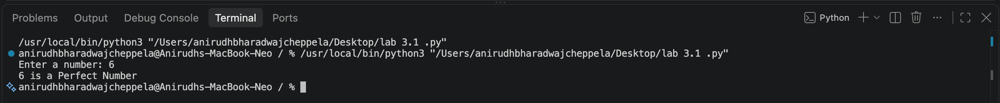 Problems Output Debug Console Terminal Ports Python
/usr/local/bin/python3 "/Users/anirudhbharadwajcheppela/Desktop/lab 3.1 .py"
anirudhbharadwajcheppela@Anirudhs-MacBook-Neo / % /usr/local/bin/python3 "/Users/anirudhbharadwajcheppela/Desktop/lab 3.1 .py"
Enter a number: 6
6 is a Perfect Number
anirudhbharadwajcheppela@Anirudhs-MacBook-Neo / %